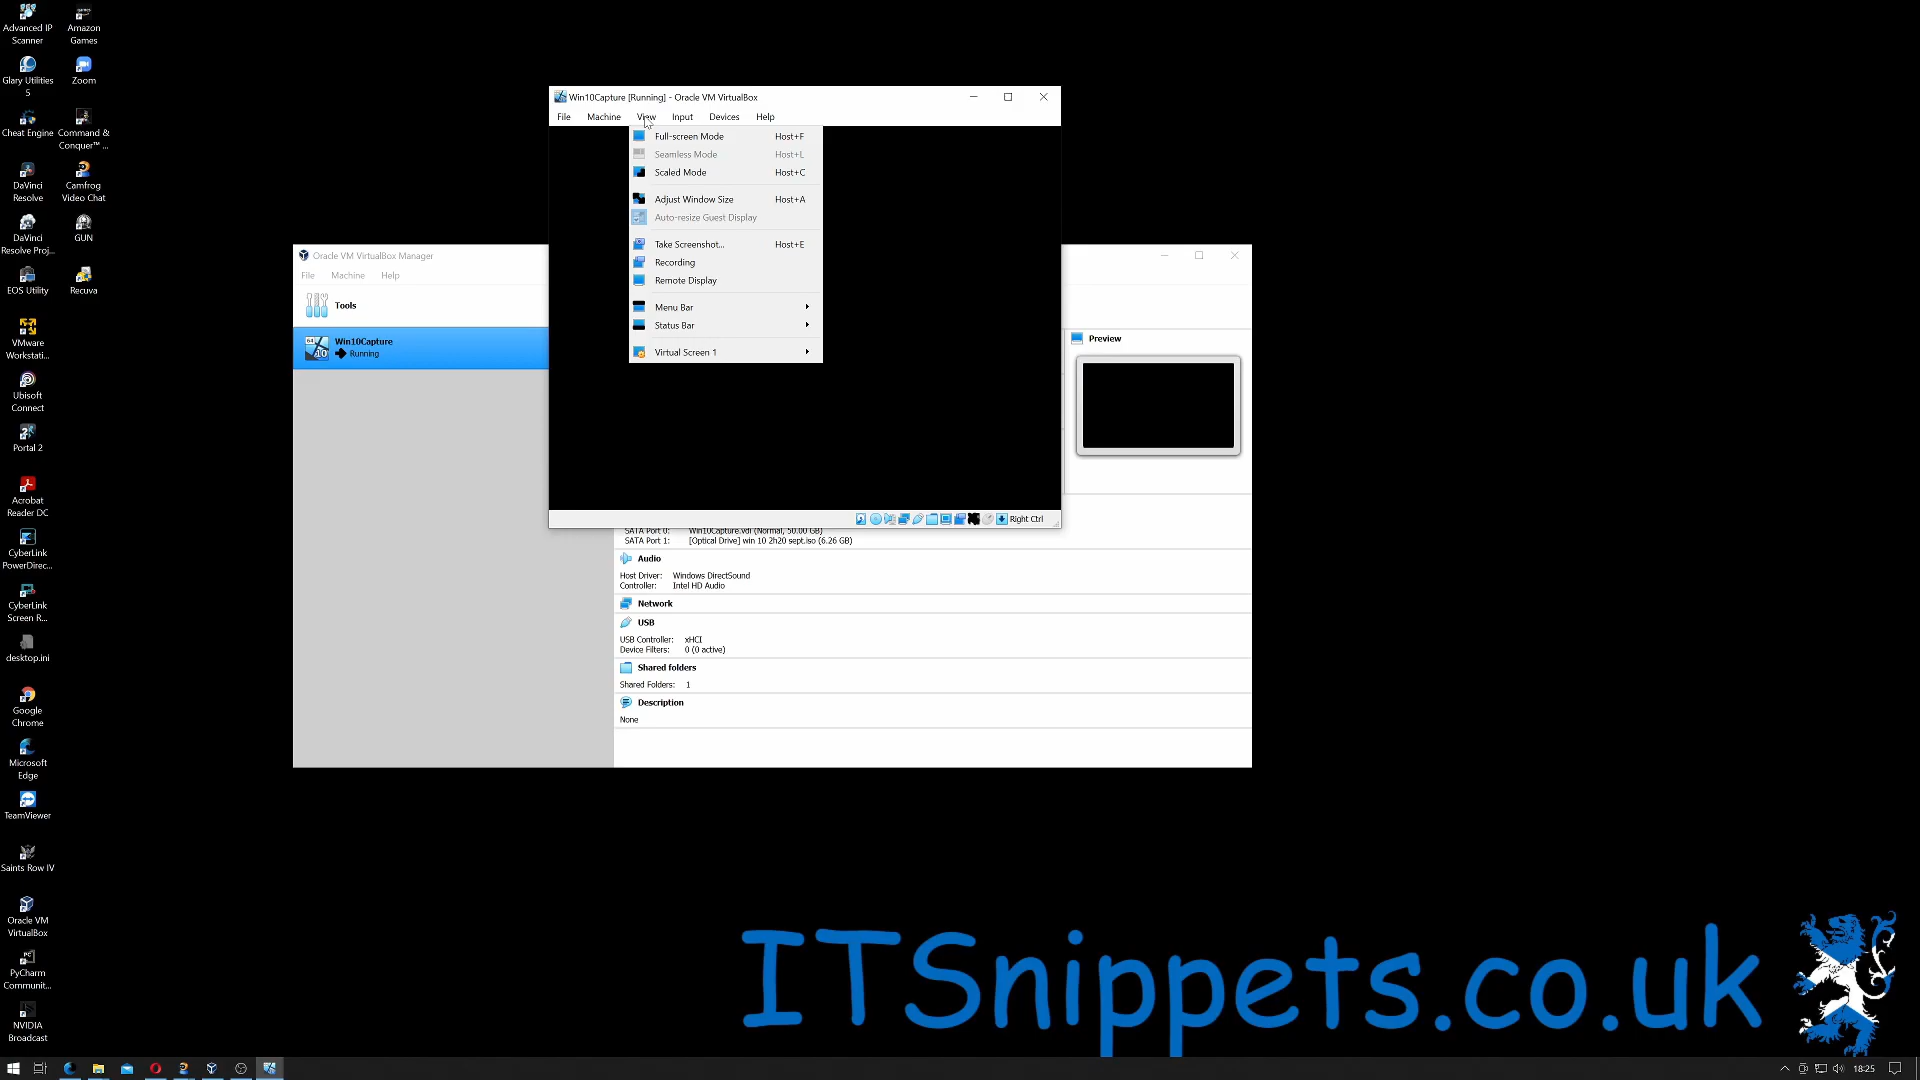 Advanced IP
Scanner
Amazon
Games
Glary Utilities
5
Zoom
Cheat Engine
Command &
Conquer™ ...
DaVinci
Resolve
Camfrog
Video Chat
DaVinci
Resolve Proj...
GUN
EOS Utility
Recuva
VMware
Workstati...
Ubisoft
Connect
Portal 2
Acrobat
Reader DC
CyberLink
PowerDirec...
CyberLink
Screen R...
desktop.ini
Google
Chrome
Microsoft
Edge
TeamViewer
Saints Row IV
Oracle VM
VirtualBox
PyCharm
Communit...
NVIDIA
Broadcast
Win10Capture [Running] - Oracle VM VirtualBox
File Machine View Input Devices Help
Full-screen Mode Host+F
Seamless Mode Host+L
Scaled Mode Host+C
Adjust Window Size Host+A
Auto-resize Guest Display
Take Screenshot... Host+E
Recording
Remote Display
Menu Bar
Status Bar
Virtual Screen 1
Right Ctrl
Oracle VM VirtualBox Manager
File Machine Help
Tools
64
10
Win10Capture
Running
Preview
SATA Port 0: Win10Capture.vdi (Normal, 50.00 GB)
SATA Port 1: [Optical Drive] win 10 2h20 sept.iso (6.26 GB)
Audio
Host Driver: Windows DirectSound
Controller: Intel HD Audio
Network
USB
USB Controller: xHCI
Device Filters: 0 (0 active)
Shared folders
Shared Folders: 1
Description
None
ITSnippets.co.uk
18:25